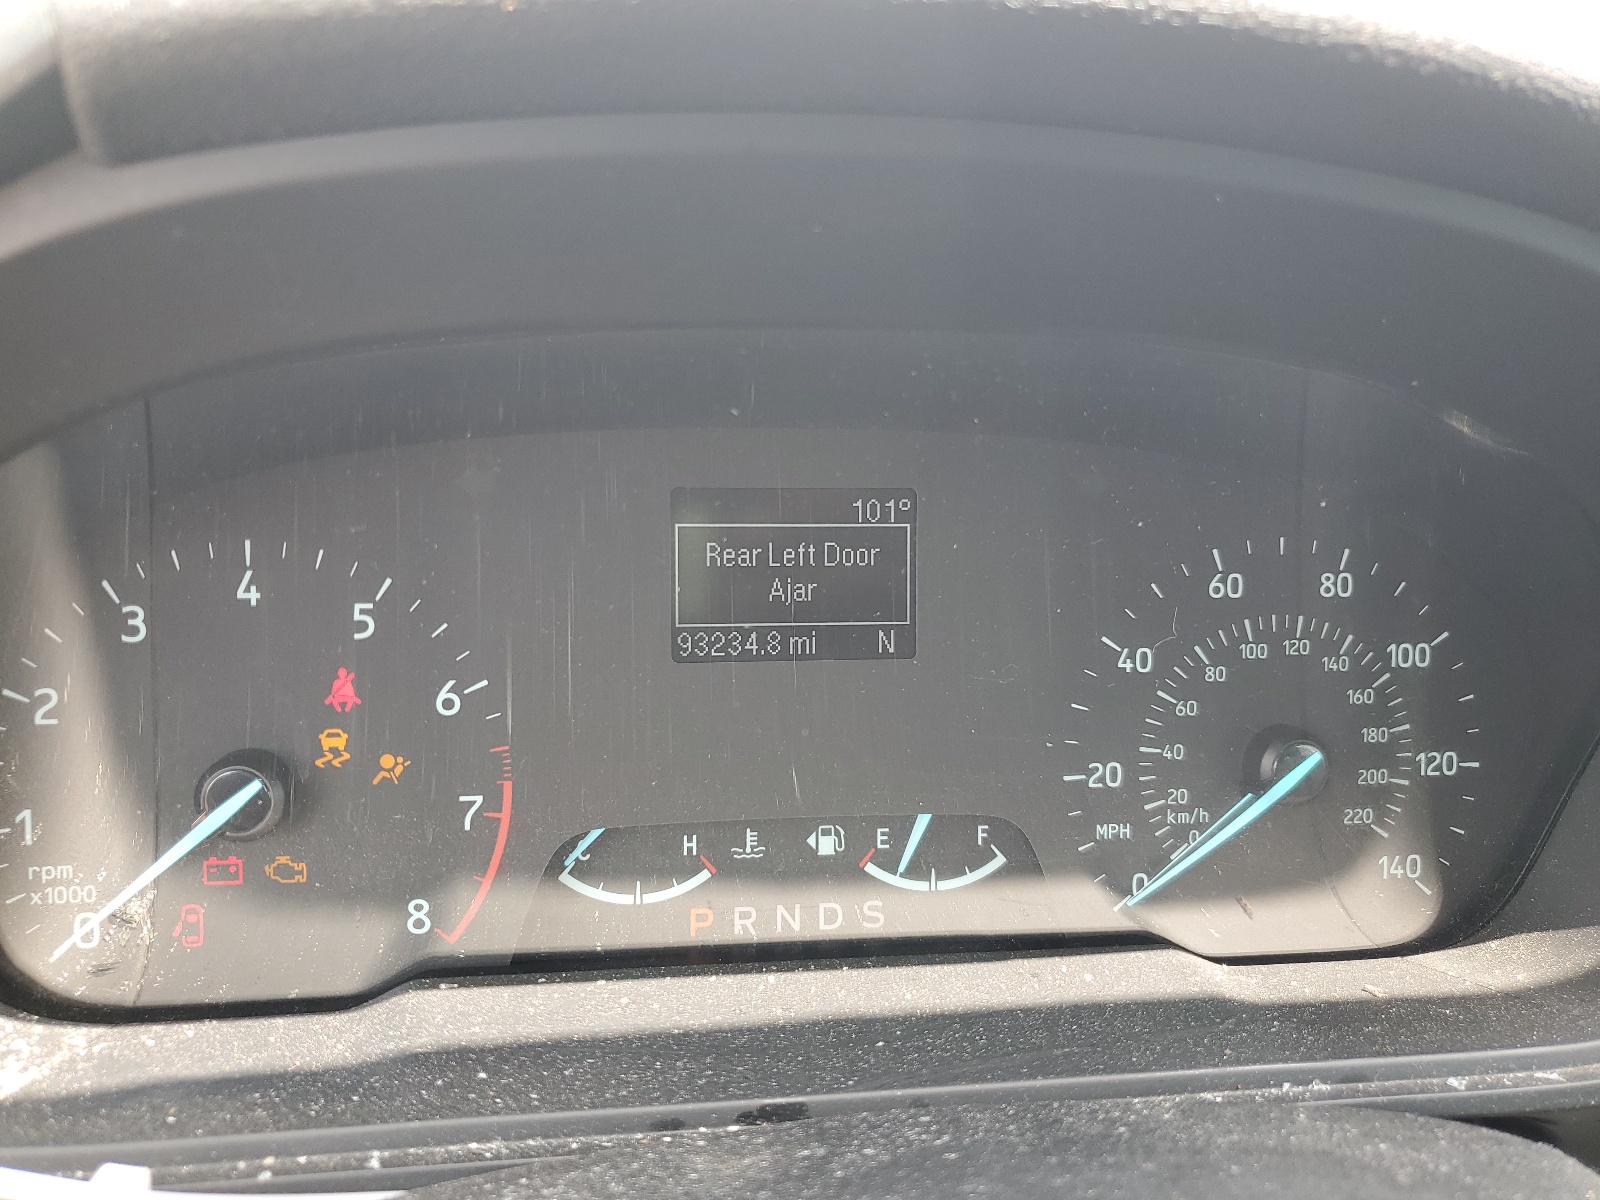 101°
Rear Left Door
Ajar
93234.8 mi N
1 2 3 4 5 6 7 8
rpm
x1000
0
C H E F
P R N D S
0 20 40 60 80 100 120 140
MPH
0 20 40 60 80 100 120 140 160 180 200 220
km/h